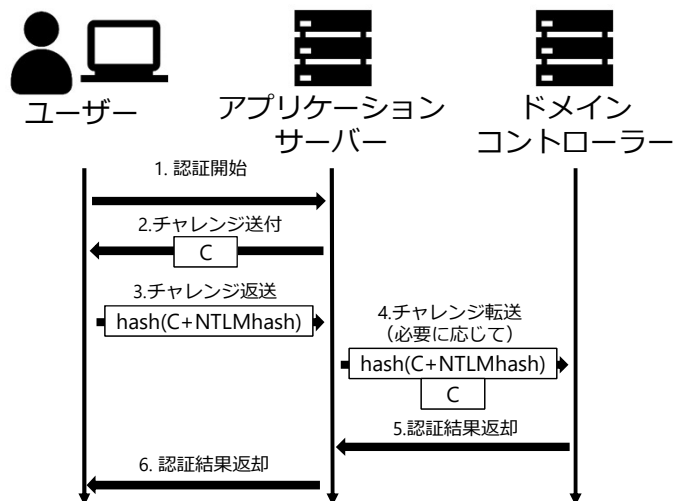 ユーザー
アプリケーション
サーバー
ドメイン
コントローラー
1. 認証開始
2.チャレンジ送付
C
3.チャレンジ返送
hash(C+NTLMhash)
4.チャレンジ転送
（必要に応じて）
hash(C+NTLMhash)
C
5.認証結果返却
6. 認証結果返却